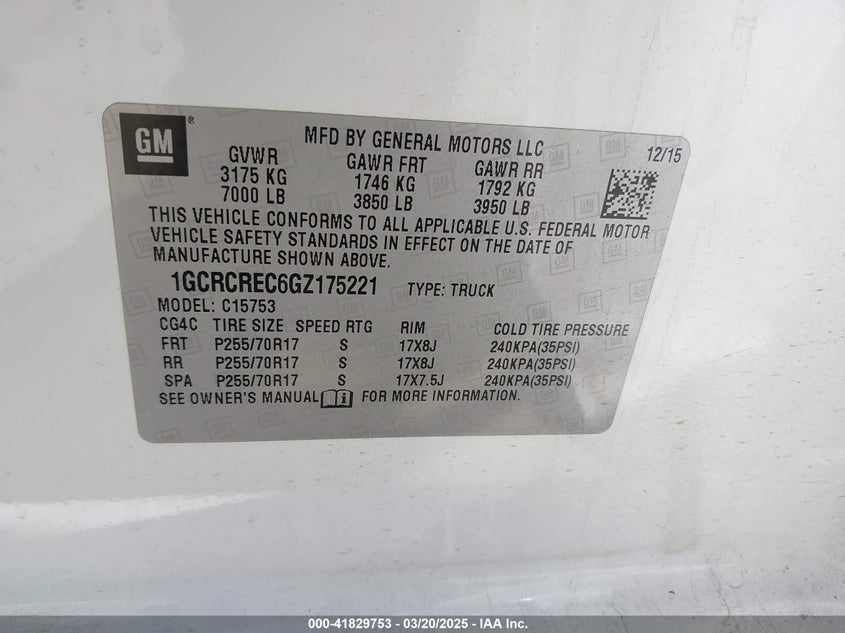 GM ®
MFD BY GENERAL MOTORS LLC
12/15
GVWR GAWR FRT GAWR RR
3175 KG 1746 KG 1792 KG
7000 LB 3850 LB 3950 LB
THIS VEHICLE CONFORMS TO ALL APPLICABLE U.S. FEDERAL MOTOR
VEHICLE SAFETY STANDARDS IN EFFECT ON THE DATE OF
MANUFACTURE SHOWN ABOVE.
1GCRCREC6GZ175221 TYPE: TRUCK
MODEL: C15753
CG4C TIRE SIZE SPEED RTG RIM COLD TIRE PRESSURE
FRT P255/70R17 S 17X8J 240KPA(35PSI)
RR P255/70R17 S 17X8J 240KPA(35PSI)
SPA P255/70R17 S 17X7.5J 240KPA(35PSI)
SEE OWNER'S MANUAL i FOR MORE INFORMATION.
000-41829753 | 03/20/2025 - IAA Inc.